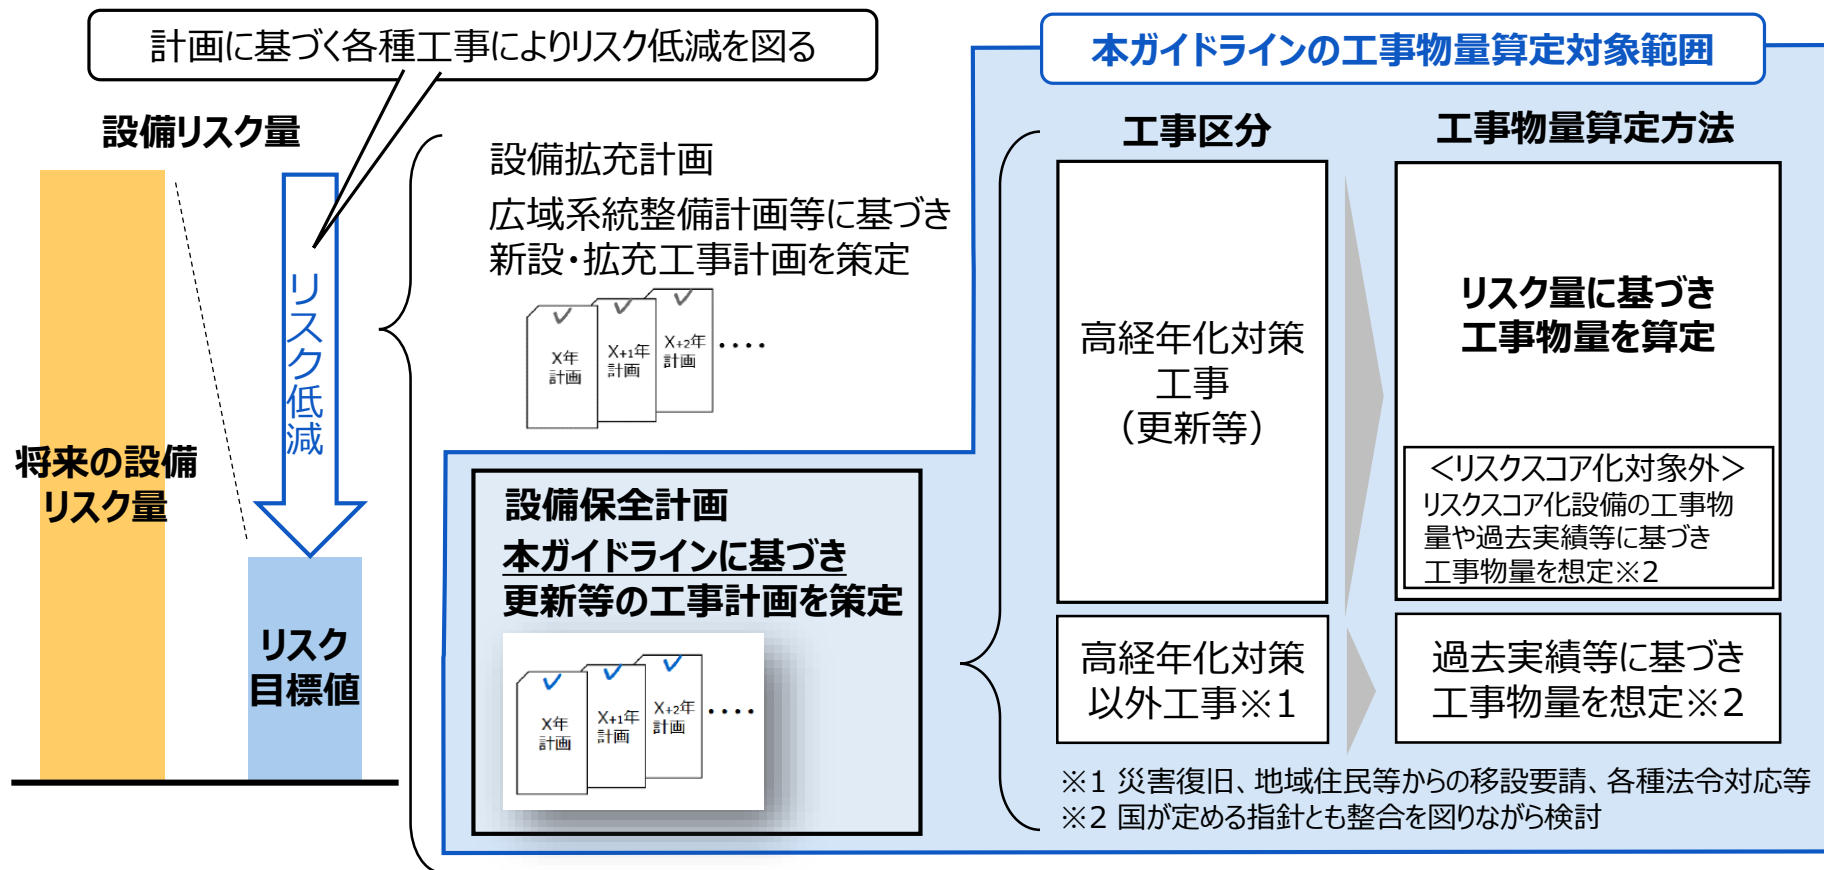 計画に基づく各種工事によりリスク低減を図る
設備リスク量
将来の設備
リスク量
リスク低減
リスク
目標値
設備拡充計画
広域系統整備計画等に基づき
新設・拡充工事計画を策定
X年
計画
X+1年
計画
X+2年
計画
････
設備保全計画
本ガイドラインに基づき
更新等の工事計画を策定
X年
計画
X+1年
計画
X+2年
計画
････
本ガイドラインの工事物量算定対象範囲
工事区分
工事物量算定方法
高経年化対策
工事
（更新等）
リスク量に基づき
工事物量を算定
＜リスクスコア化対象外＞
リスクスコア化設備の工事物
量や過去実績等に基づき
工事物量を想定※2
高経年化対策
以外工事※1
過去実績等に基づき
工事物量を想定※2
※1 災害復旧、地域住民等からの移設要請、各種法令対応等
※2 国が定める指針とも整合を図りながら検討